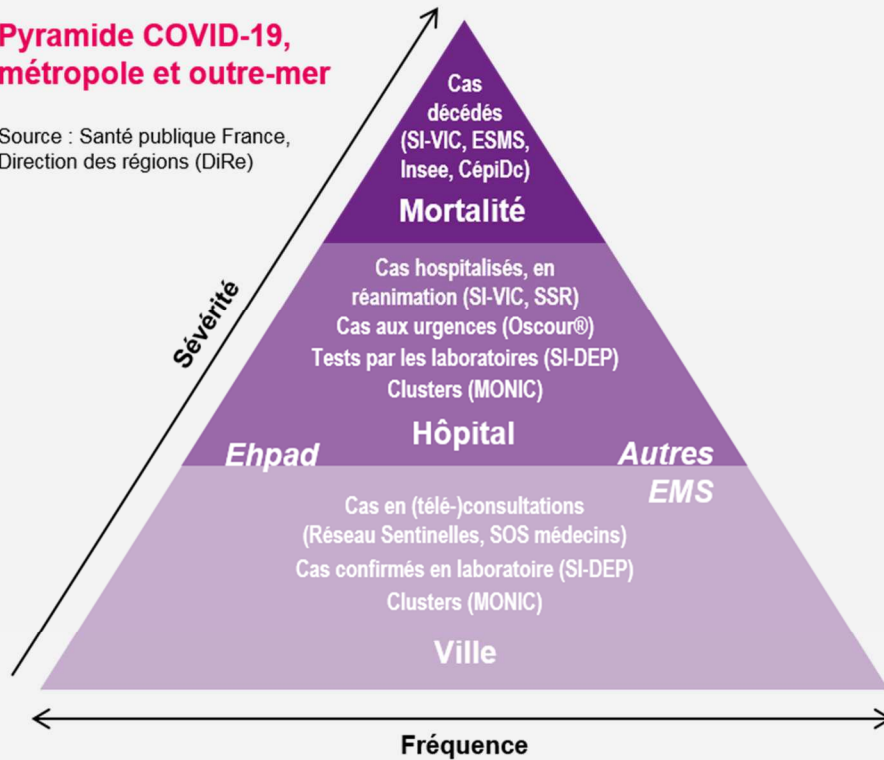 Pyramide COVID-19,
métropole et outre-mer
Source : Santé publique France,
Direction des régions (DiRe)
Sévérité
Cas
décédés
(SI-VIC, ESMS,
Insee, CépiDc)
Mortalité
Cas hospitalisés, en
réanimation (SI-VIC, SSR)
Cas aux urgences (Oscour®)
Tests par les laboratoires (SI-DEP)
Clusters (MONIC)
Hôpital
Ehpad
Autres
EMS
Cas en (télé-)consultations
(Réseau Sentinelles, SOS médecins)
Cas confirmés en laboratoire (SI-DEP)
Clusters (MONIC)
Ville
Fréquence